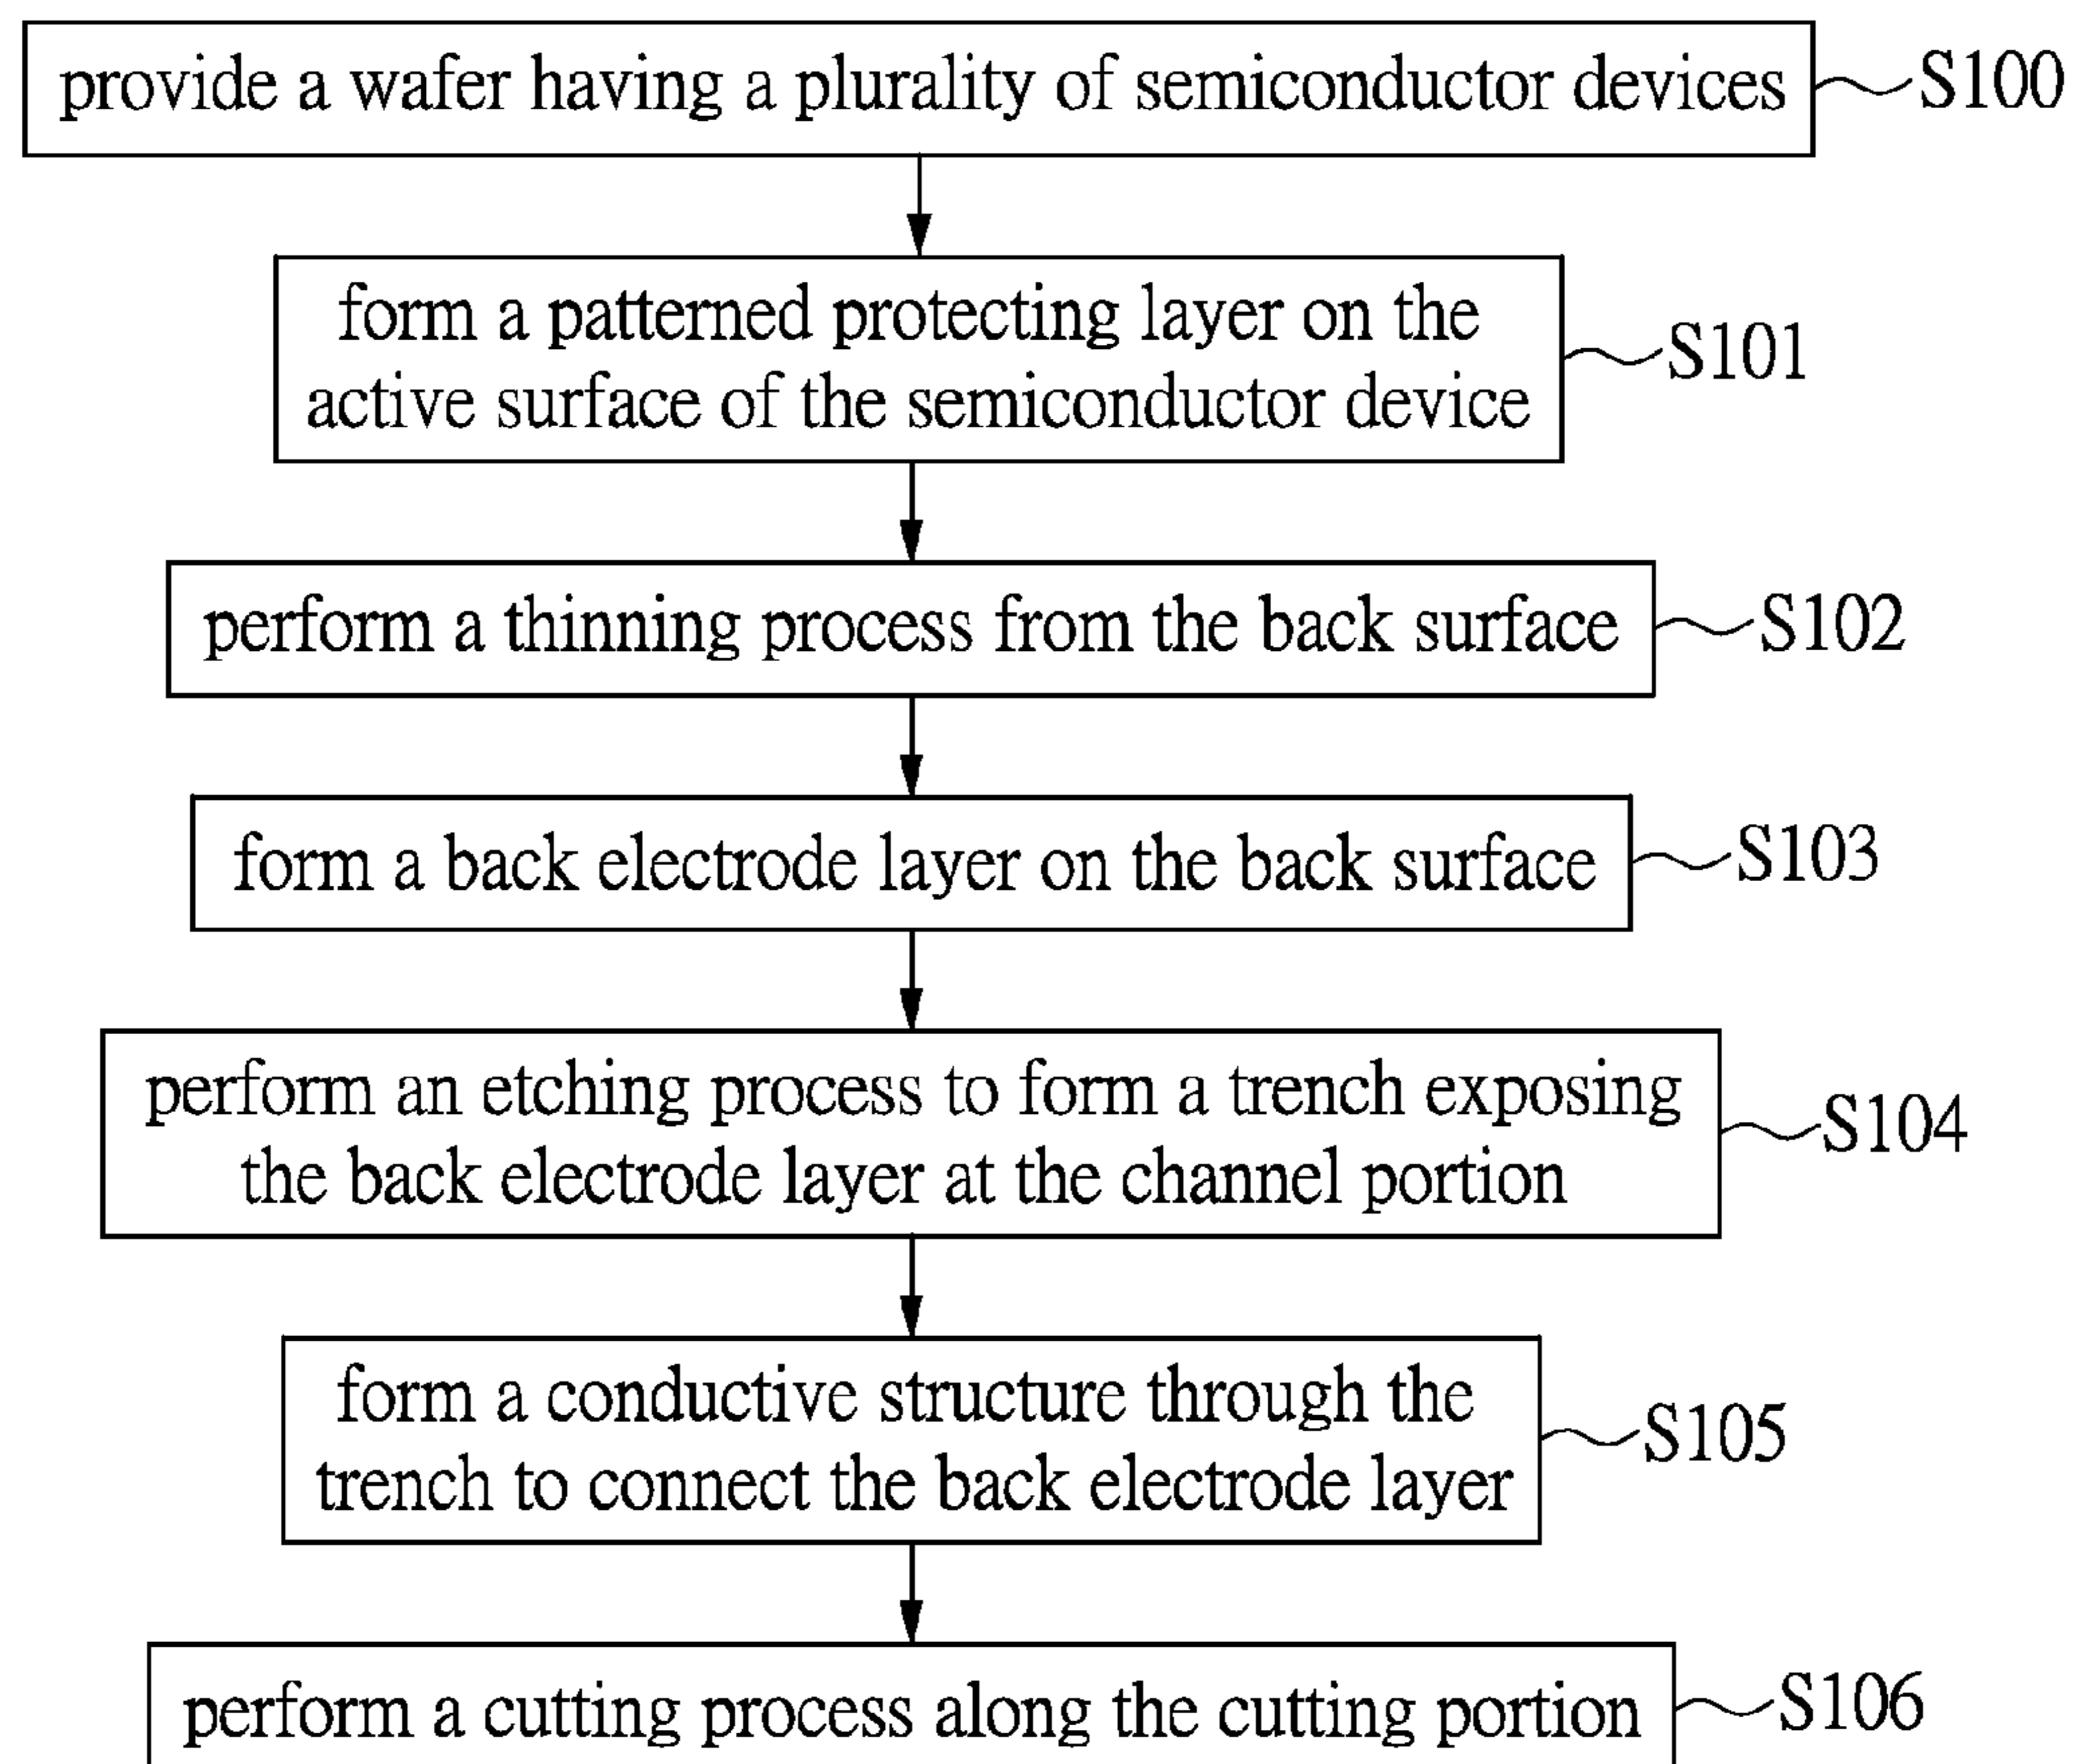 provide a wafer having a plurality of semiconductor devices S100
form a patterned protecting layer on the
active surface of the semiconductor device
S101
perform a thinning process from the back surface S102
form a back electrode layer on the back surface S103
perform an etching process to form a trench exposing
the back electrode layer at the channel portion
S104
form a conductive structure through the
trench to connect the back electrode layer
S105
perform a cutting process along the cutting portion S106